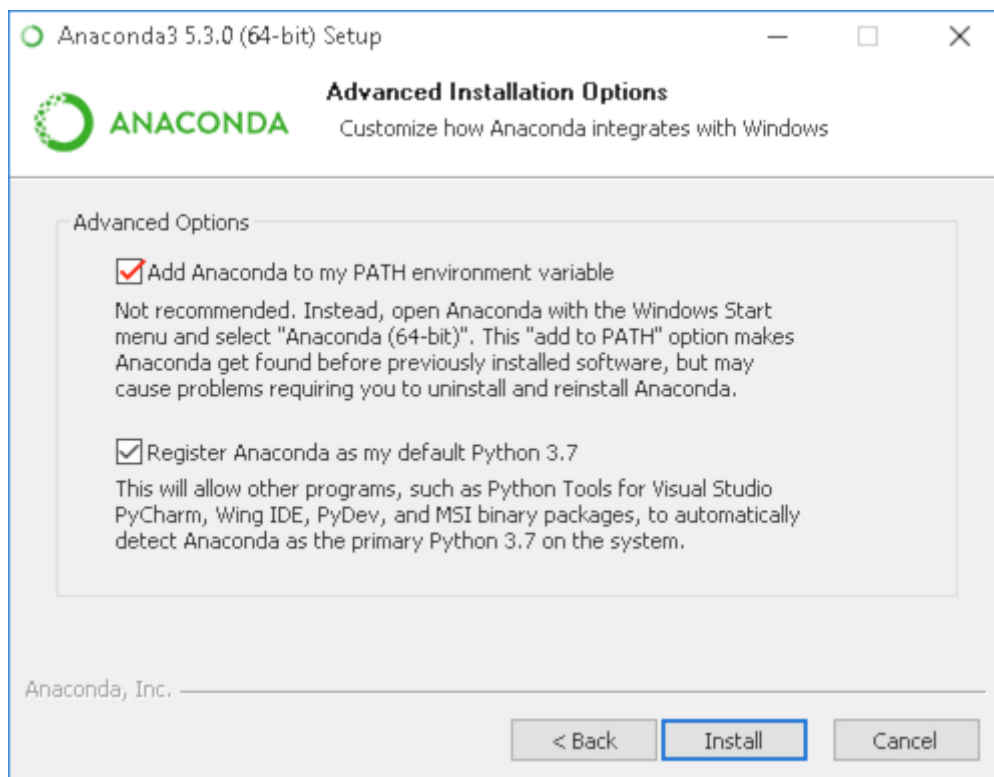 Anaconda3 5.3.0 (64-bit) Setup
ANACONDA
Advanced Installation Options
Customize how Anaconda integrates with Windows
Advanced Options
Add Anaconda to my PATH environment variable
Not recommended. Instead, open Anaconda with the Windows Start
menu and select "Anaconda (64-bit)". This "add to PATH" option makes
Anaconda get found before previously installed software, but may
cause problems requiring you to uninstall and reinstall Anaconda.
Register Anaconda as my default Python 3.7
This will allow other programs, such as Python Tools for Visual Studio
PyCharm, Wing IDE, PyDev, and MSI binary packages, to automatically
detect Anaconda as the primary Python 3.7 on the system.
Anaconda, Inc.
< Back
Install
Cancel